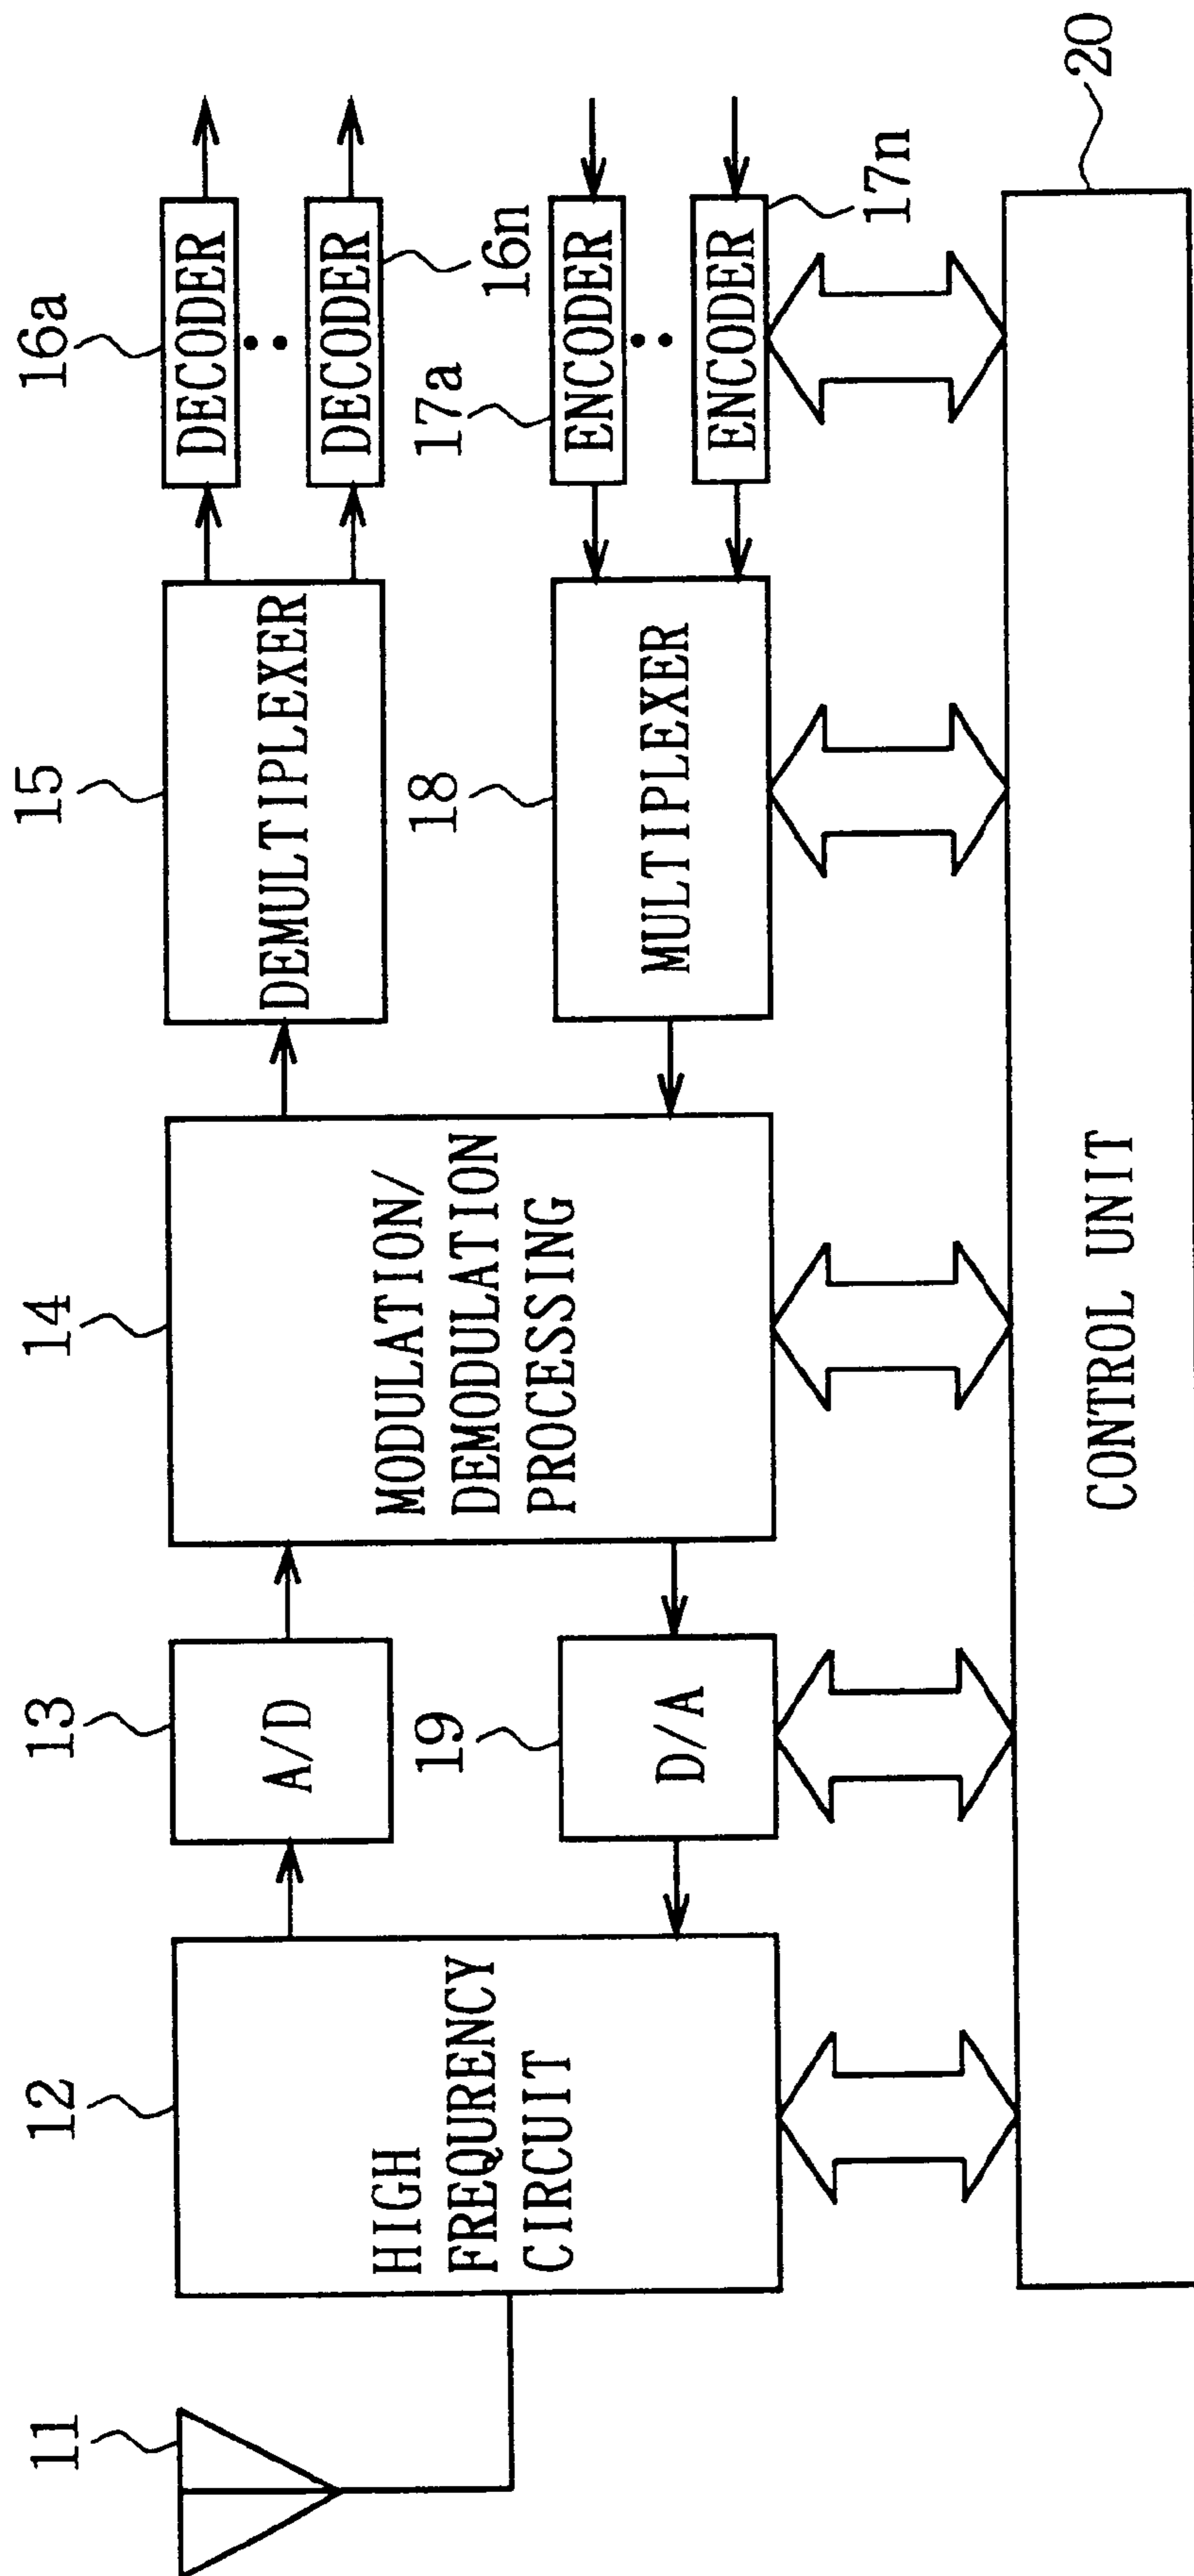 11
12
HIGH
FREQURENCY
CIRCUIT
13
A/D
19
D/A
14
MODULATION/
DEMODULATION
PROCESSING
15
DEMULTIPLEXER
18
MULTIPLEXER
16a
DECODER
DECODER
16n
17a
ENCODER
ENCODER
17n
20
CONTROL UNIT